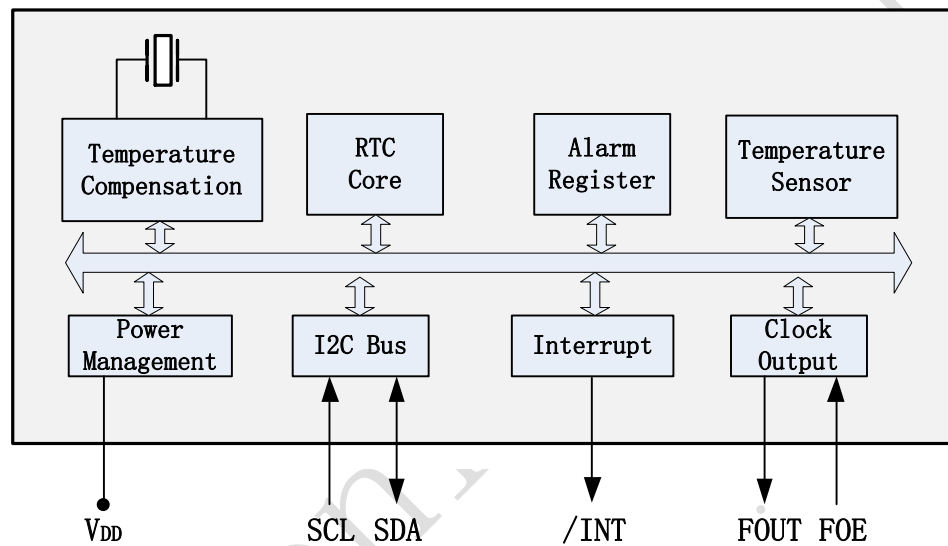 Temperature
Compensation
RTC
Core
Alarm
Register
Temperature
Sensor
Power
Management
I2C Bus
Interrupt
Clock
Output
VDD
SCL SDA
/INT
FOUT FOE